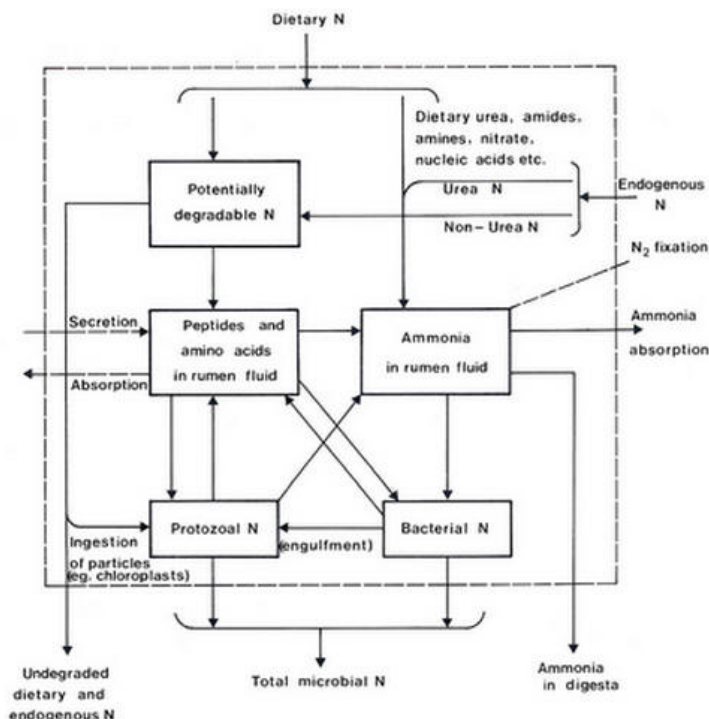 Dietary N
Dietary urea, amides,
amines, nitrate,
nucleic acids etc.
Potentially
degradable N
Urea N
Endogenous
N
Non-Urea N
N₂ fixation
Secretion
Peptides and
amino acids
in rumen fluid
Ammonia
in rumen fluid
Ammonia
absorption
Absorption
Protozoal N
Bacterial N
(engulfment)
Ingestion
of particles
(eg. chloroplasts)
Undegraded
dietary and
endogenous N
Total microbial N
Ammonia
in digesta